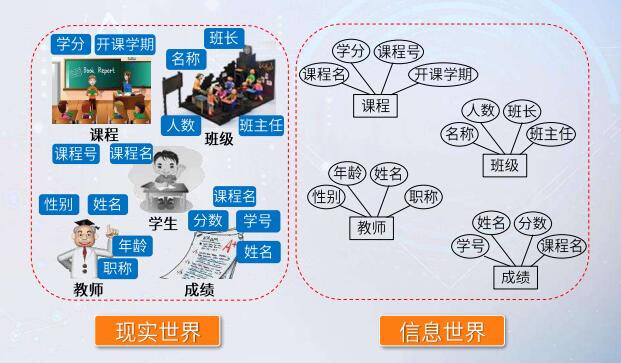 学分 开课学期
Book Report
课程
课程号 课程名
班长
名称
人数 班主任
班级
学生
性别 姓名
年龄
职称
教师
课程名
分数 学号
姓名
A+
成绩
现实世界
学分 课程号
课程名 开课学期
课程
人数 班长
名称 班主任
班级
年龄 姓名
性别 职称
教师
姓名 分数
学号 课程名
成绩
信息世界